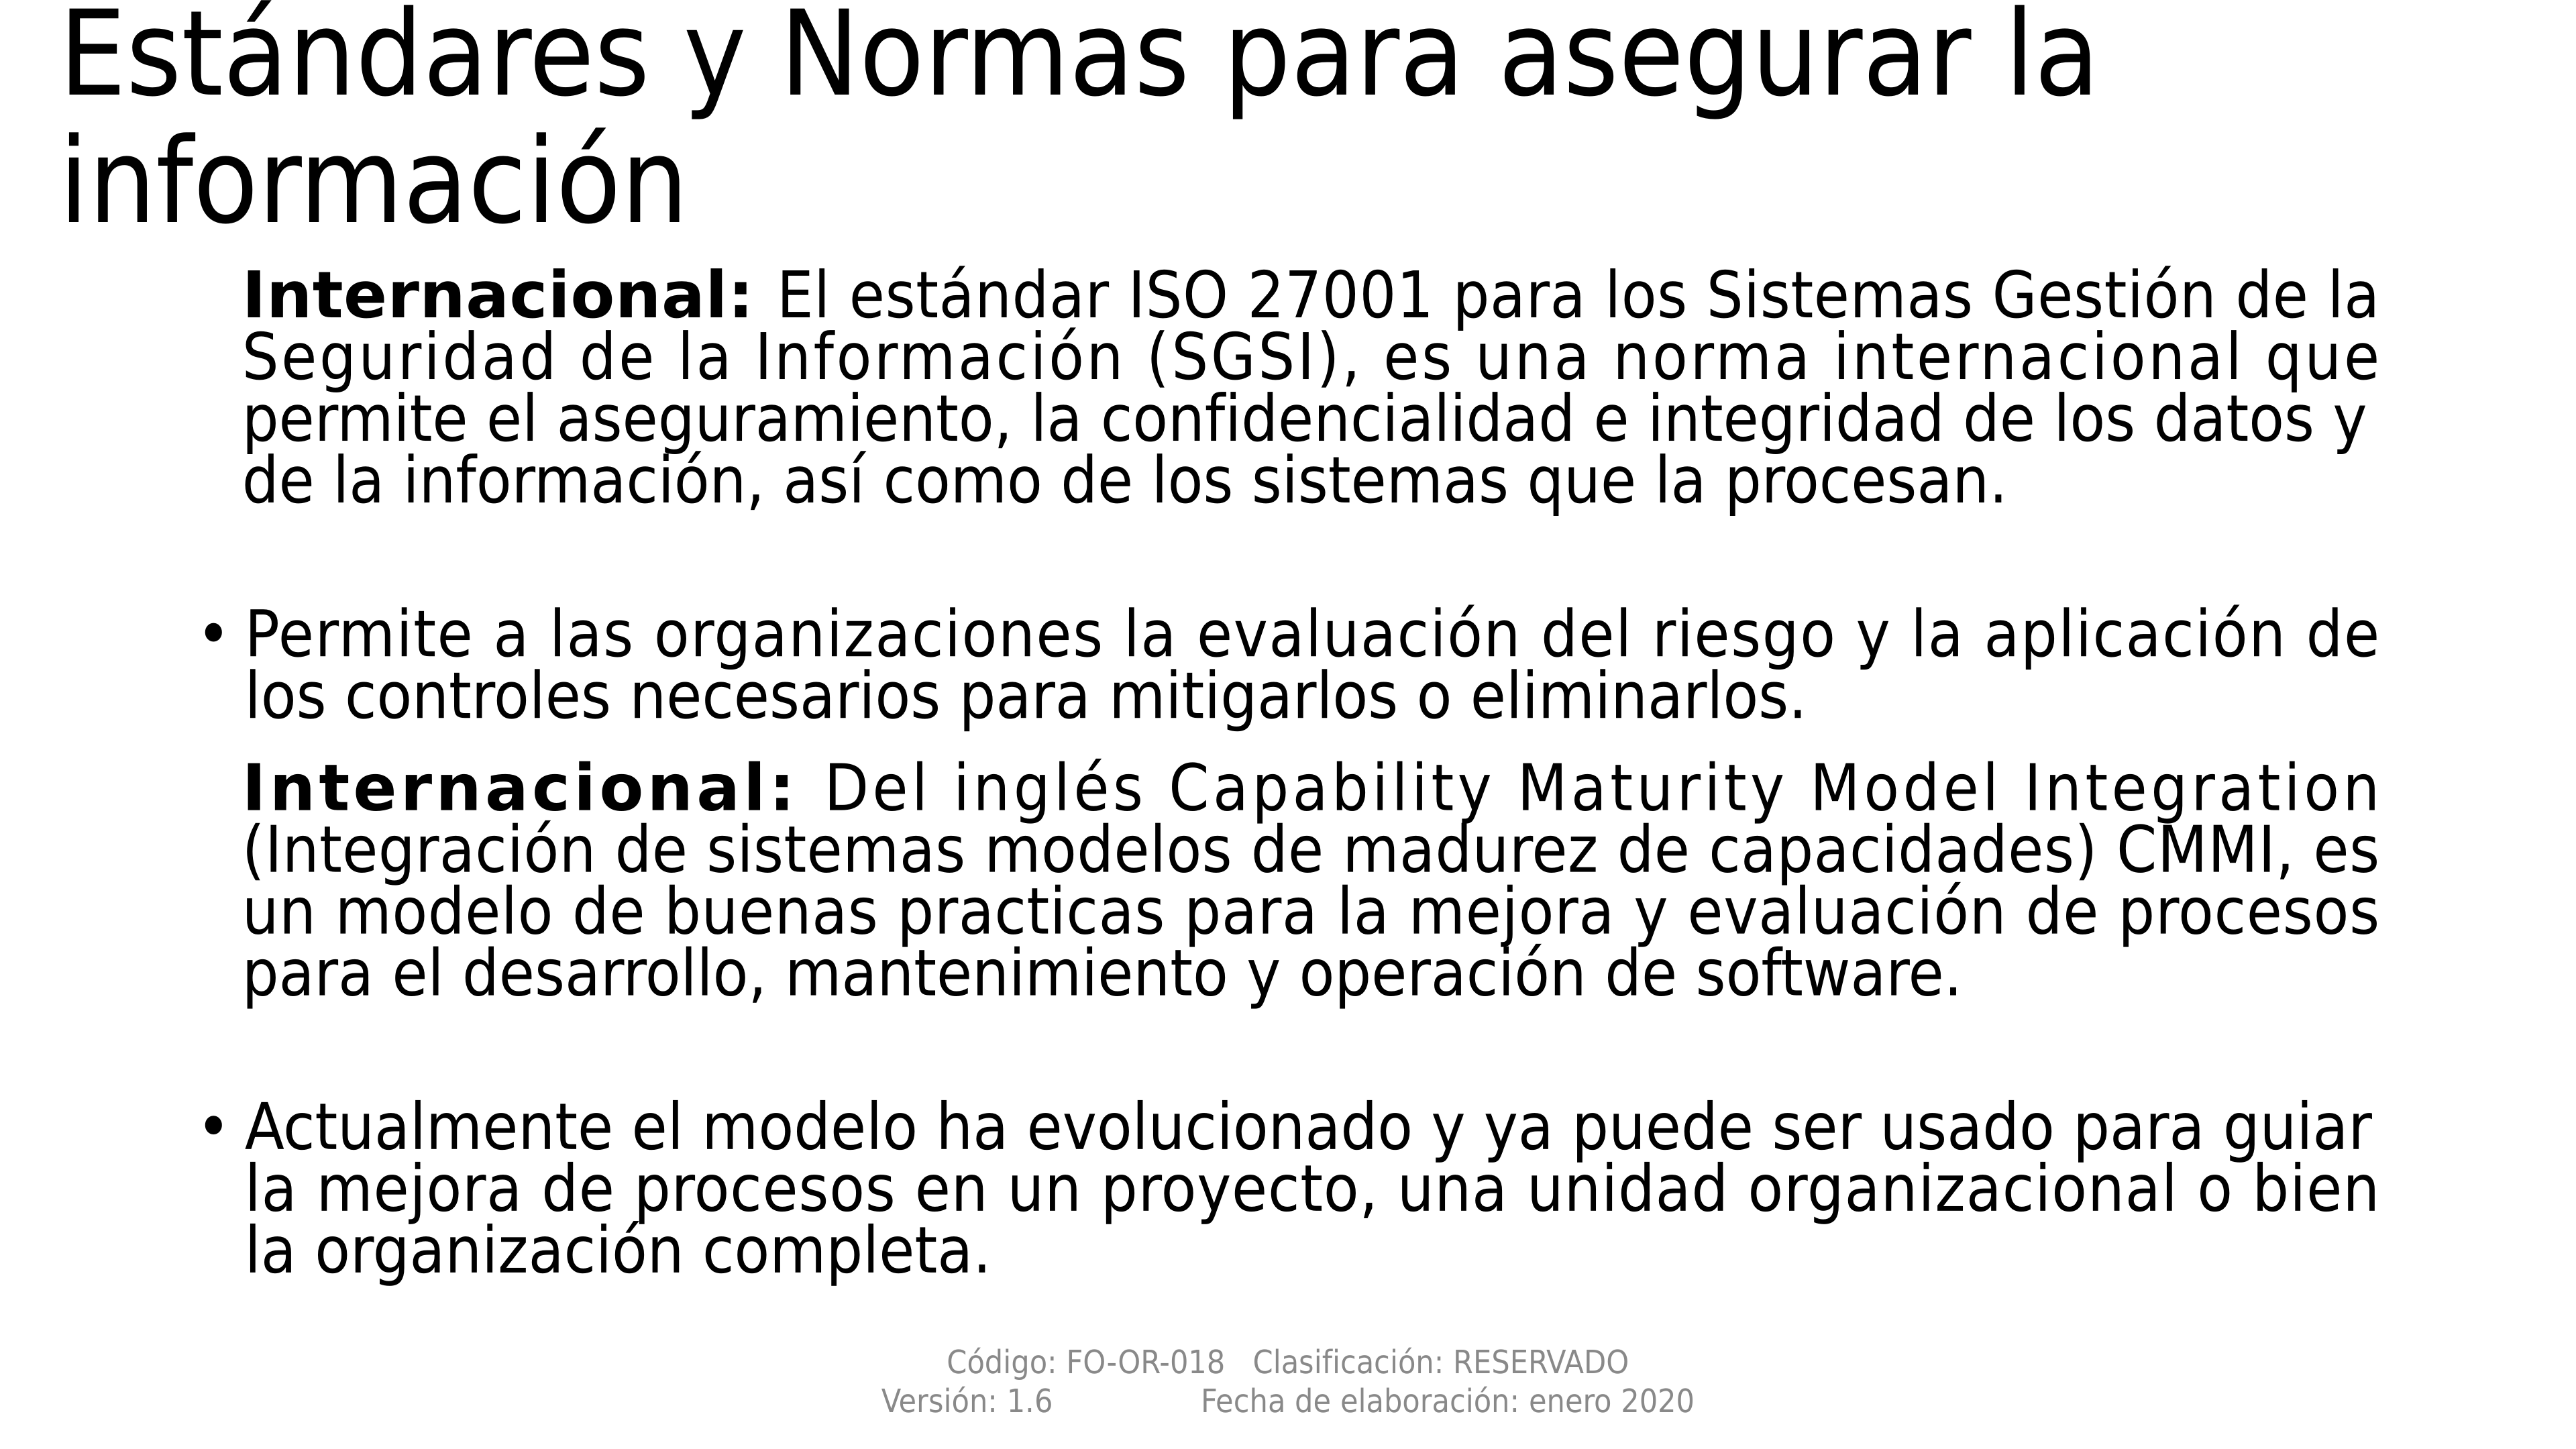 Estándares y Normas para asegurar la
información
Internacional: El estándar ISO 27001 para los Sistemas Gestión de la
Seguridad de la Información (SGSI), es una norma internacional que
permite el aseguramiento, la confidencialidad e integridad de los datos y
de la información, así como de los sistemas que la procesan.
• Permite a las organizaciones la evaluación del riesgo y la aplicación de
los controles necesarios para mitigarlos o eliminarlos.
Internacional: Del inglés Capability Maturity Model Integration
(Integración de sistemas modelos de madurez de capacidades) CMMI, es
un modelo de buenas practicas para la mejora y evaluación de procesos
para el desarrollo, mantenimiento y operación de software.
• Actualmente el modelo ha evolucionado y ya puede ser usado para guiar
la mejora de procesos en un proyecto, una unidad organizacional o bien
la organización completa.
Código: FO-OR-018 Clasificación: RESERVADO
Versión: 1.6 Fecha de elaboración: enero 2020